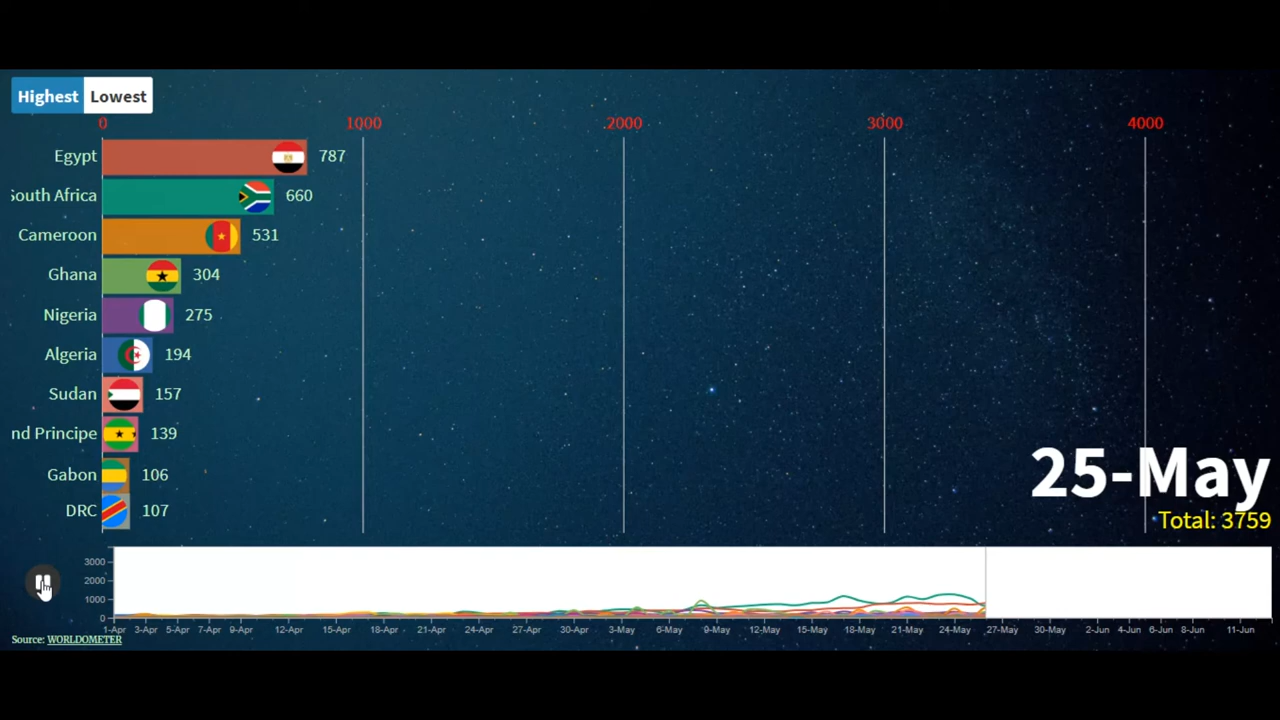 Highest Lowest
0 1000 2000 3000 4000
Egypt 787
South Africa 660
Cameroon 531
Ghana 304
Nigeria 275
Algeria 194
Sudan 157
nd Principe 139
Gabon 106
DRC 107
25-May
Total: 3759
3000
2000
1000
0
1-Apr 3-Apr 5-Apr 7-Apr 9-Apr 12-Apr 15-Apr 18-Apr 21-Apr 24-Apr 27-Apr 30-Apr 3-May 6-May 9-May 12-May 15-May 18-May 21-May 24-May 27-May 30-May 2-Jun 4-Jun 6-Jun 8-Jun 11-Jun
Source: WORLDOMETER